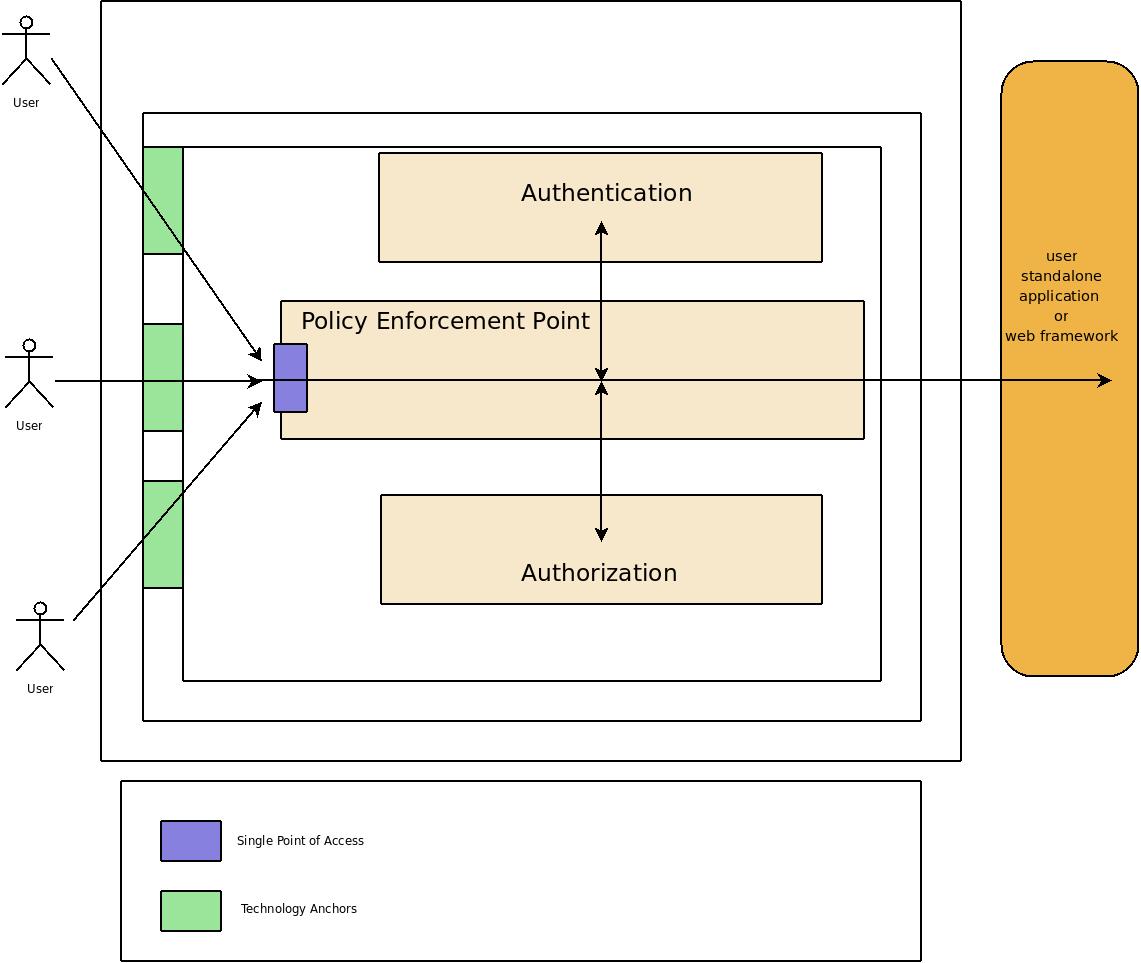 User
Authentication
user
standalone
application
or
web framework
Policy Enforcement Point
User
Authorization
User
Single Point of Access
Technology Anchors